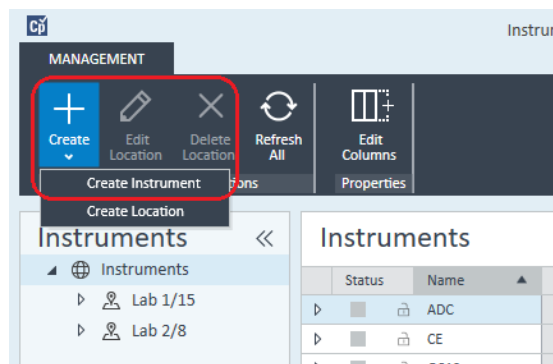 Cp
Instru
MANAGEMENT
Create
Edit Location
Delete Location
Refresh All
Edit Columns
Create Instrument
ons
Properties
Create Location
Instruments
Instruments
Lab 1/15
Lab 2/8
Instruments
Status Name
ADC
CE